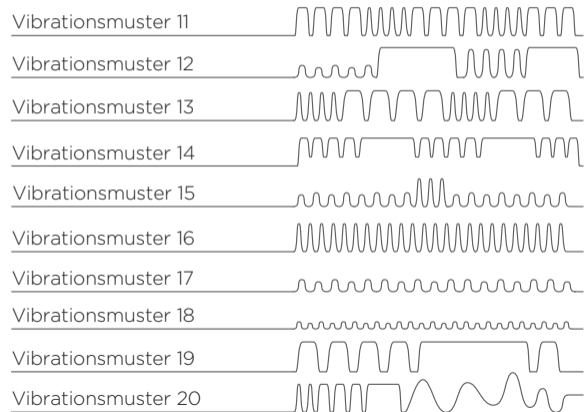 Vibrationsmuster 11
Vibrationsmuster 12
Vibrationsmuster 13
Vibrationsmuster 14
Vibrationsmuster 15
Vibrationsmuster 16
Vibrationsmuster 17
Vibrationsmuster 18
Vibrationsmuster 19
Vibrationsmuster 20